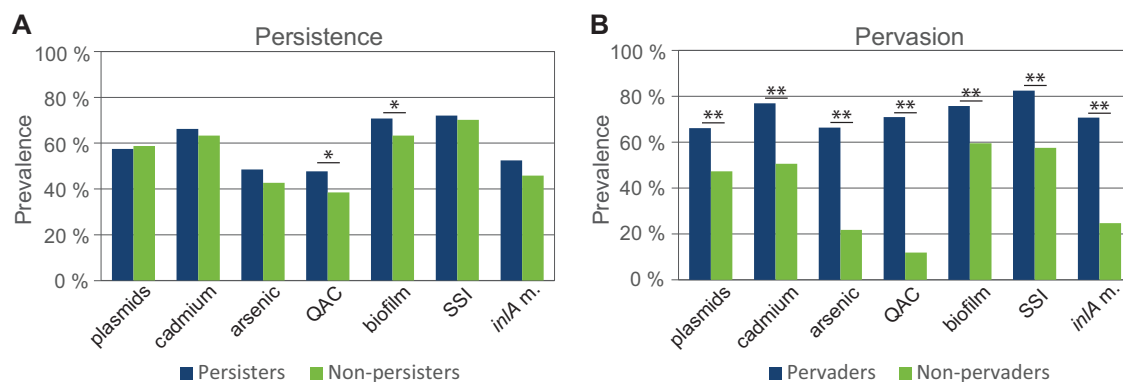 A
Persistence
100 %
80 %
60 %
40 %
20 %
0 %
Prevalence
*
*
plasmids
cadmium
arsenic
QAC
biofilm
SSI
inlA m.
Persisters
Non-persisters
B
Pervasion
100 %
80 %
60 %
40 %
20 %
0 %
Prevalence
**
**
**
**
**
**
**
plasmids
cadmium
arsenic
QAC
biofilm
SSI
inlA m.
Pervaders
Non-pervaders